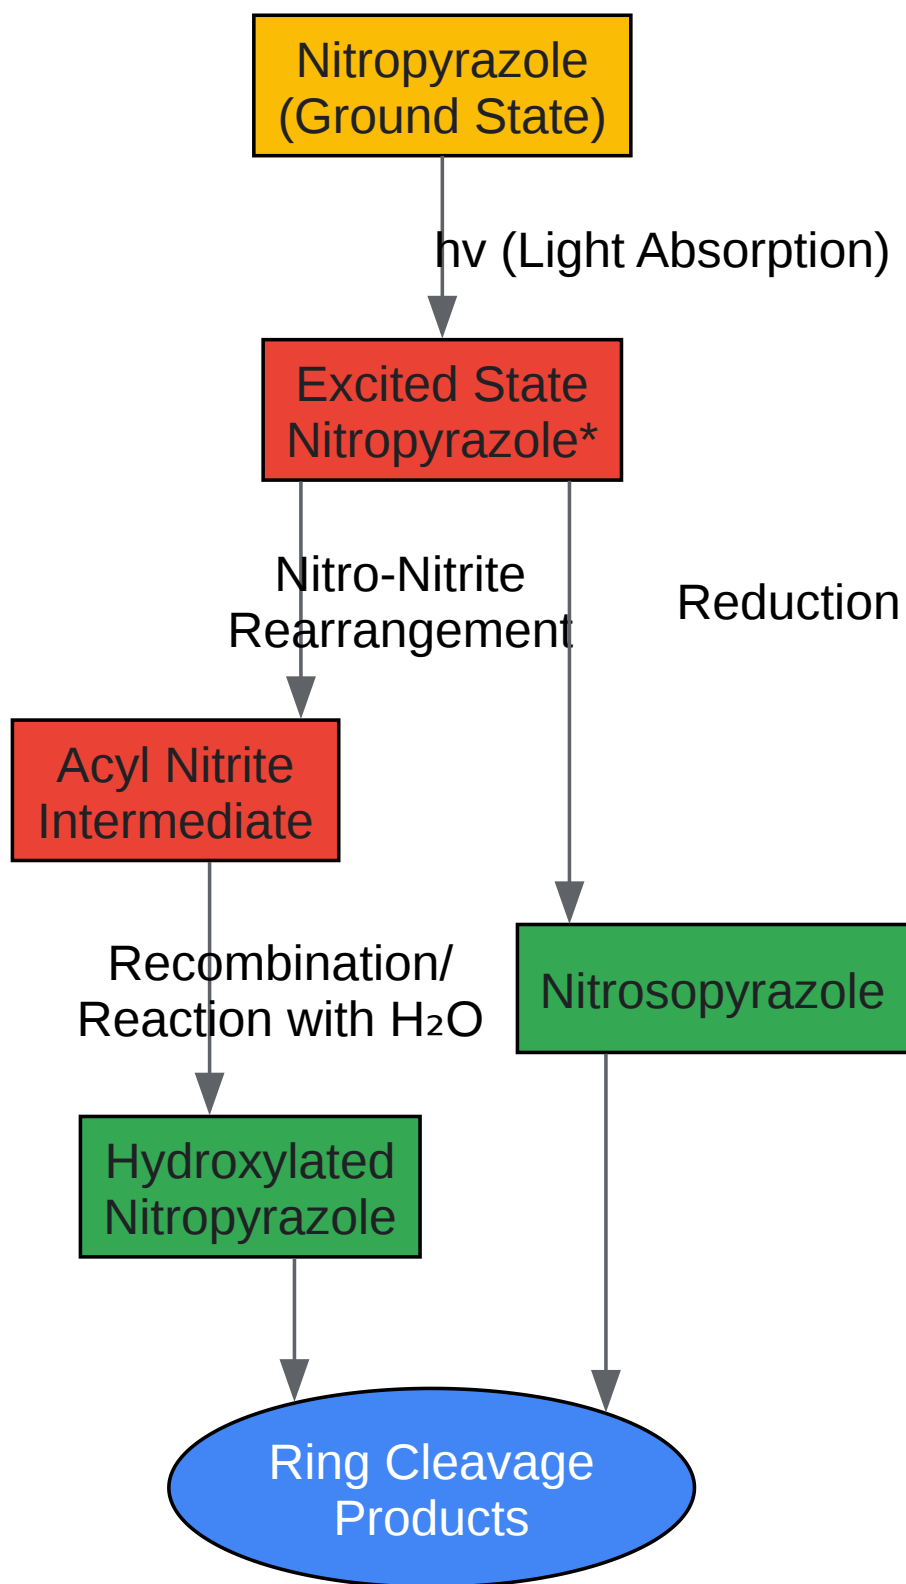 Nitropyrazole
(Ground State)
hv (Light Absorption)
Excited State
Nitropyrazole*
Nitro-Nitrite
Rearrangement
Reduction
Acyl Nitrite
Intermediate
Recombination/
Reaction with H₂O
Nitrosopyrazole
Hydroxylated
Nitropyrazole
Ring Cleavage
Products